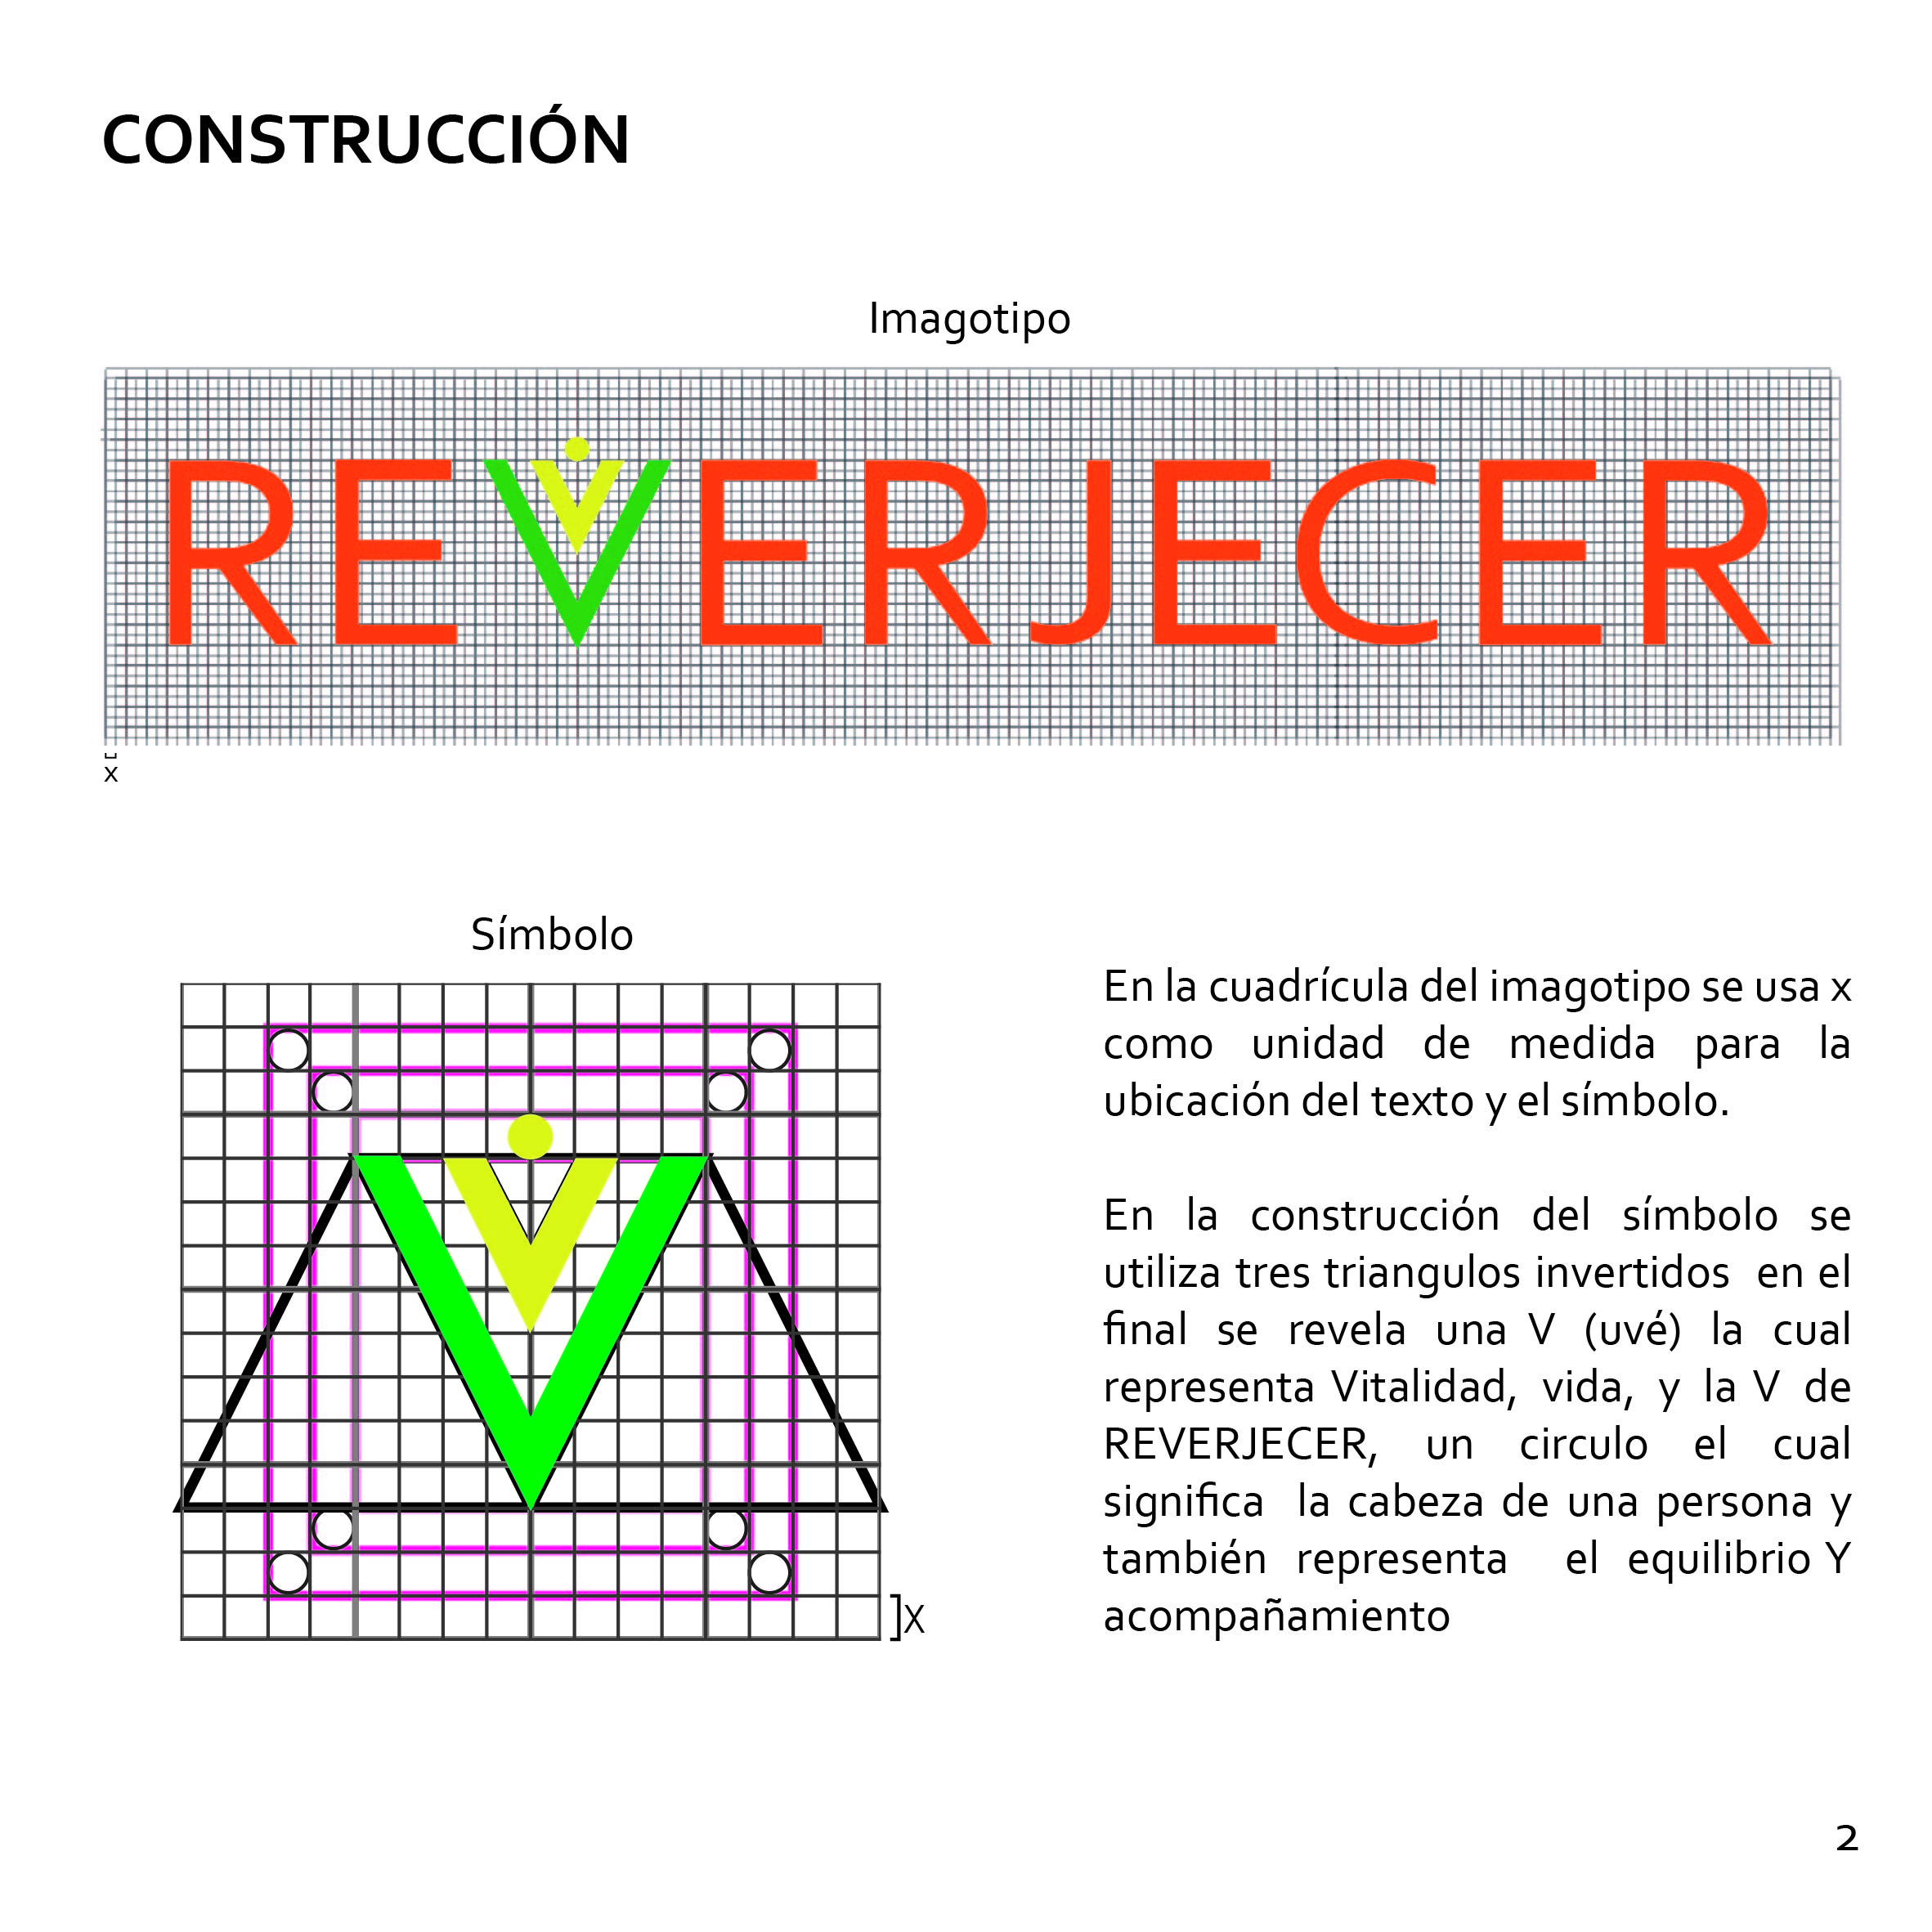 CONSTRUCCIÓN
Imagotipo
REVERJECER
x
Símbolo
X
En la cuadrícula del imagotipo se usa x
como unidad de medida para la
ubicación del texto y el símbolo.
En la construcción del símbolo se
utiliza tres triangulos invertidos en el
final se revela una V (uvé) la cual
representa Vitalidad, vida, y la V de
REVERJECER, un circulo el cual
significa la cabeza de una persona y
también representa el equilibrio Y
acompañamiento
2